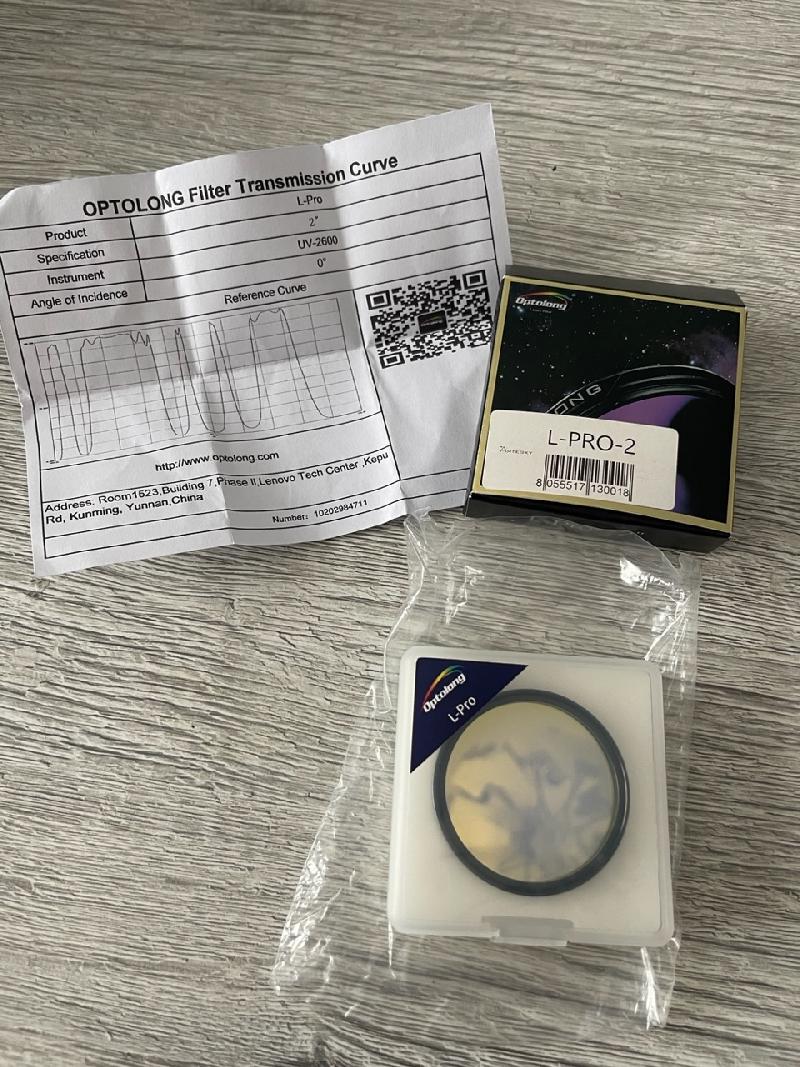 OPTOLONG Filter Transmission Curve
Product L-Pro
Specification 2"
Instrument UV-2600
Angle of Incidence 0°
Reference Curve
http://www.optolong.com
Address: Room1523,Building 7,Phase II,Lenovo Tech Center ,Kepu
Rd, Kunming, Yunnan,China
Number: 10202984711
Optolong
ONG
L-PRO-2
8 055517 130018
Optolong
L-Pro